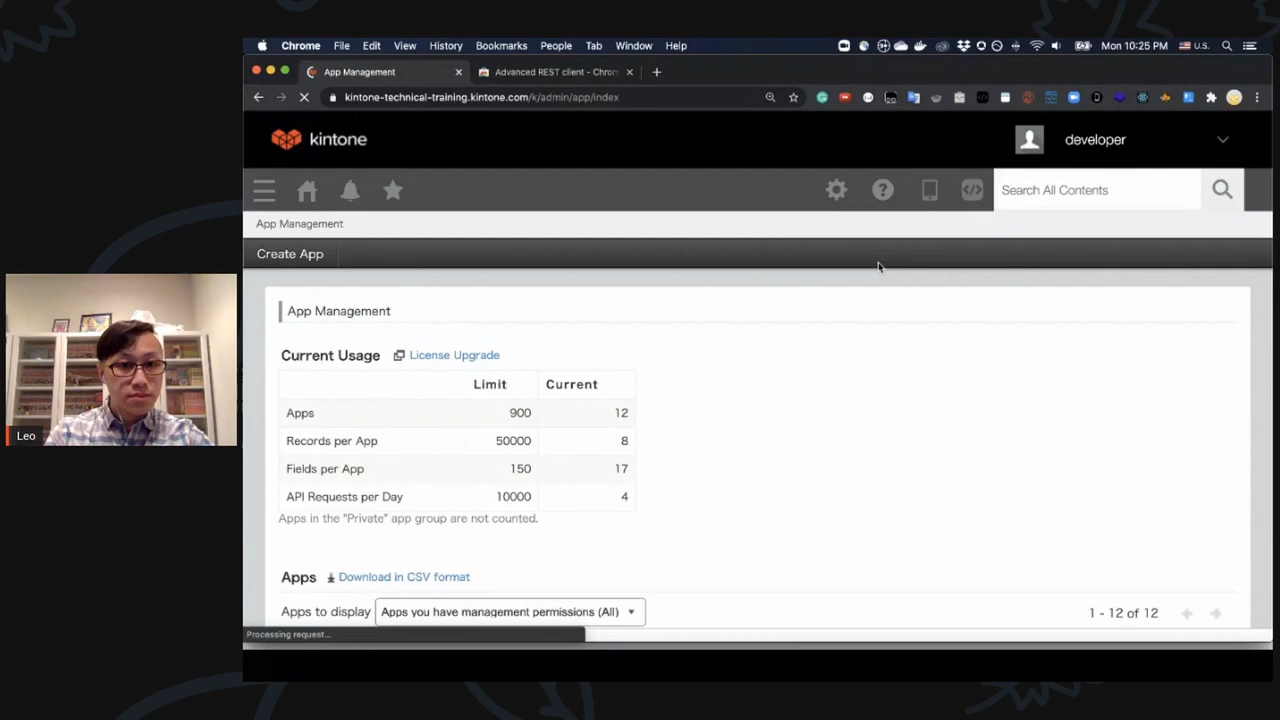 Chrome File Edit View History Bookmarks People Tab Window Help Mon 10:25 PM U.S.
App Management Advanced REST client - Chrom
kintone-technical-training.kintone.com/k/admin/app/index
kintone developer
Search All Contents
App Management
Create App
App Management
Current Usage License Upgrade
Limit Current
Apps 900 12
Records per App 50000 8
Fields per App 150 17
API Requests per Day 10000 4
Apps in the "Private" app group are not counted.
Apps Download in CSV format
Apps to display Apps you have management permissions (All) 1 - 12 of 12
Processing request...
Leo